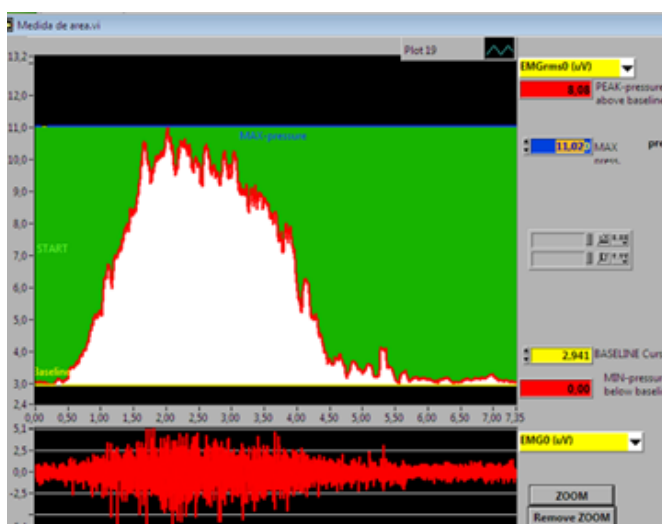 Medida de area.vi
Plot 19
13,2
12,0
11,0
10,0
9,0
8,0
7,0
6,0
5,0
4,0
3,0
2,4
MAX-pressure
START
baseline
0,00 0,50 1,00 1,50 2,00 2,50 3,00 3,50 4,00 4,50 5,00 5,50 6,00 6,50 7,00 7,35
EMGrms0 (uV)
8,08 PEAK-pressure
above baseline
11,02 MAX pre
press.
2,941 BASELINE Curs
0,00 MIN-pressure
below baseli
5,1
2,5
0,0
-2,5
EMG0 (uV)
ZOOM
Remove ZOOM